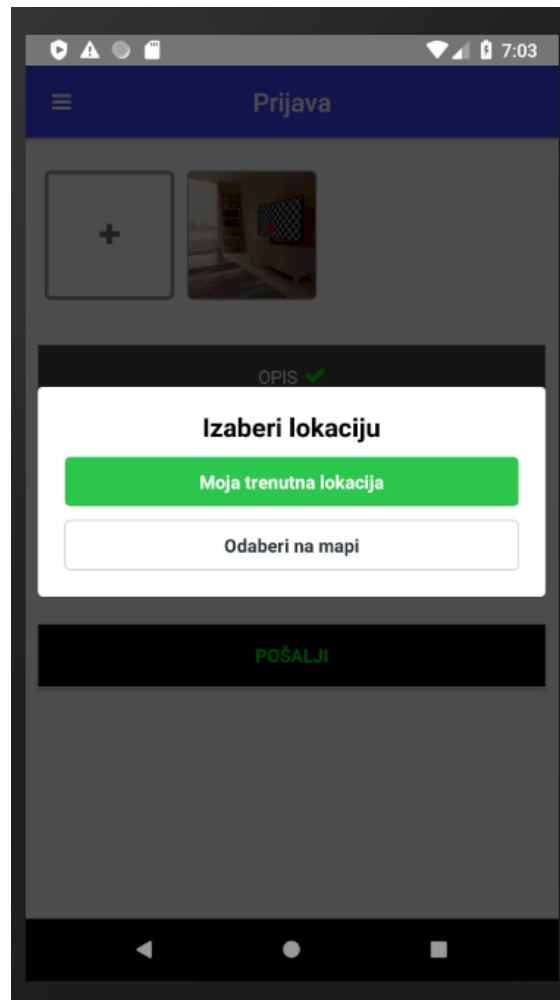 7:03
Prijava
OPIS
Izaberi lokaciju
Moja trenutna lokacija
Odaberi na mapi
POŠALJI